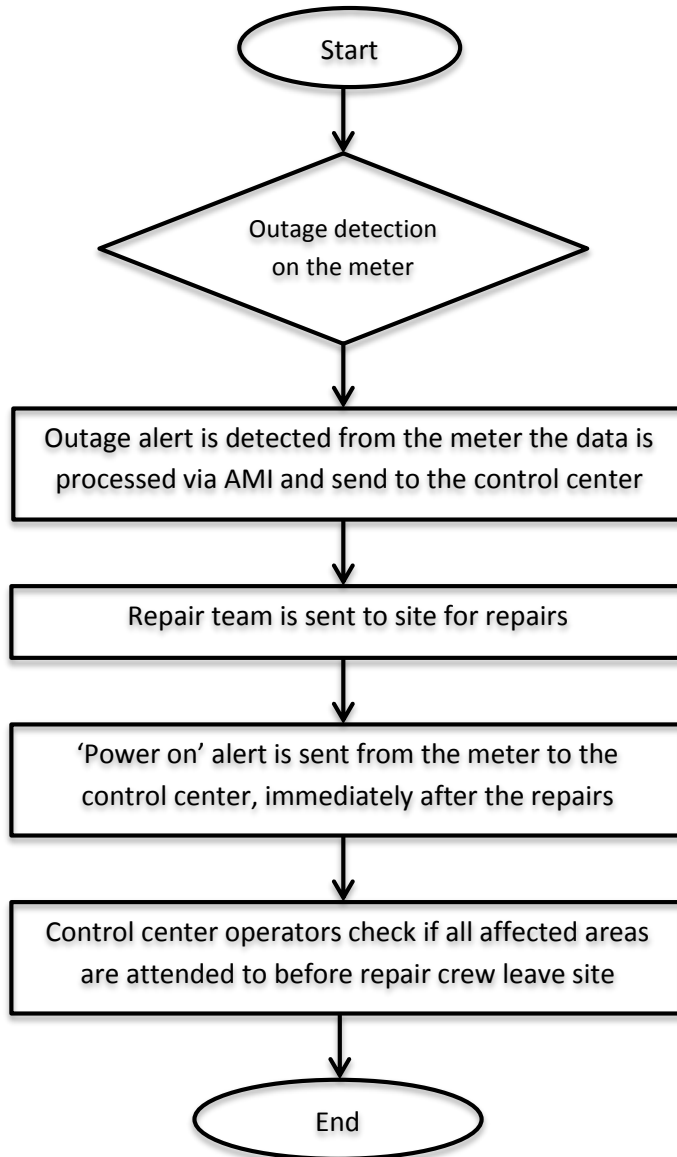 Start
Outage detection
on the meter
Outage alert is detected from the meter the data is
processed via AMI and send to the control center
Repair team is sent to site for repairs
‘Power on’ alert is sent from the meter to the
control center, immediately after the repairs
Control center operators check if all affected areas
are attended to before repair crew leave site
End